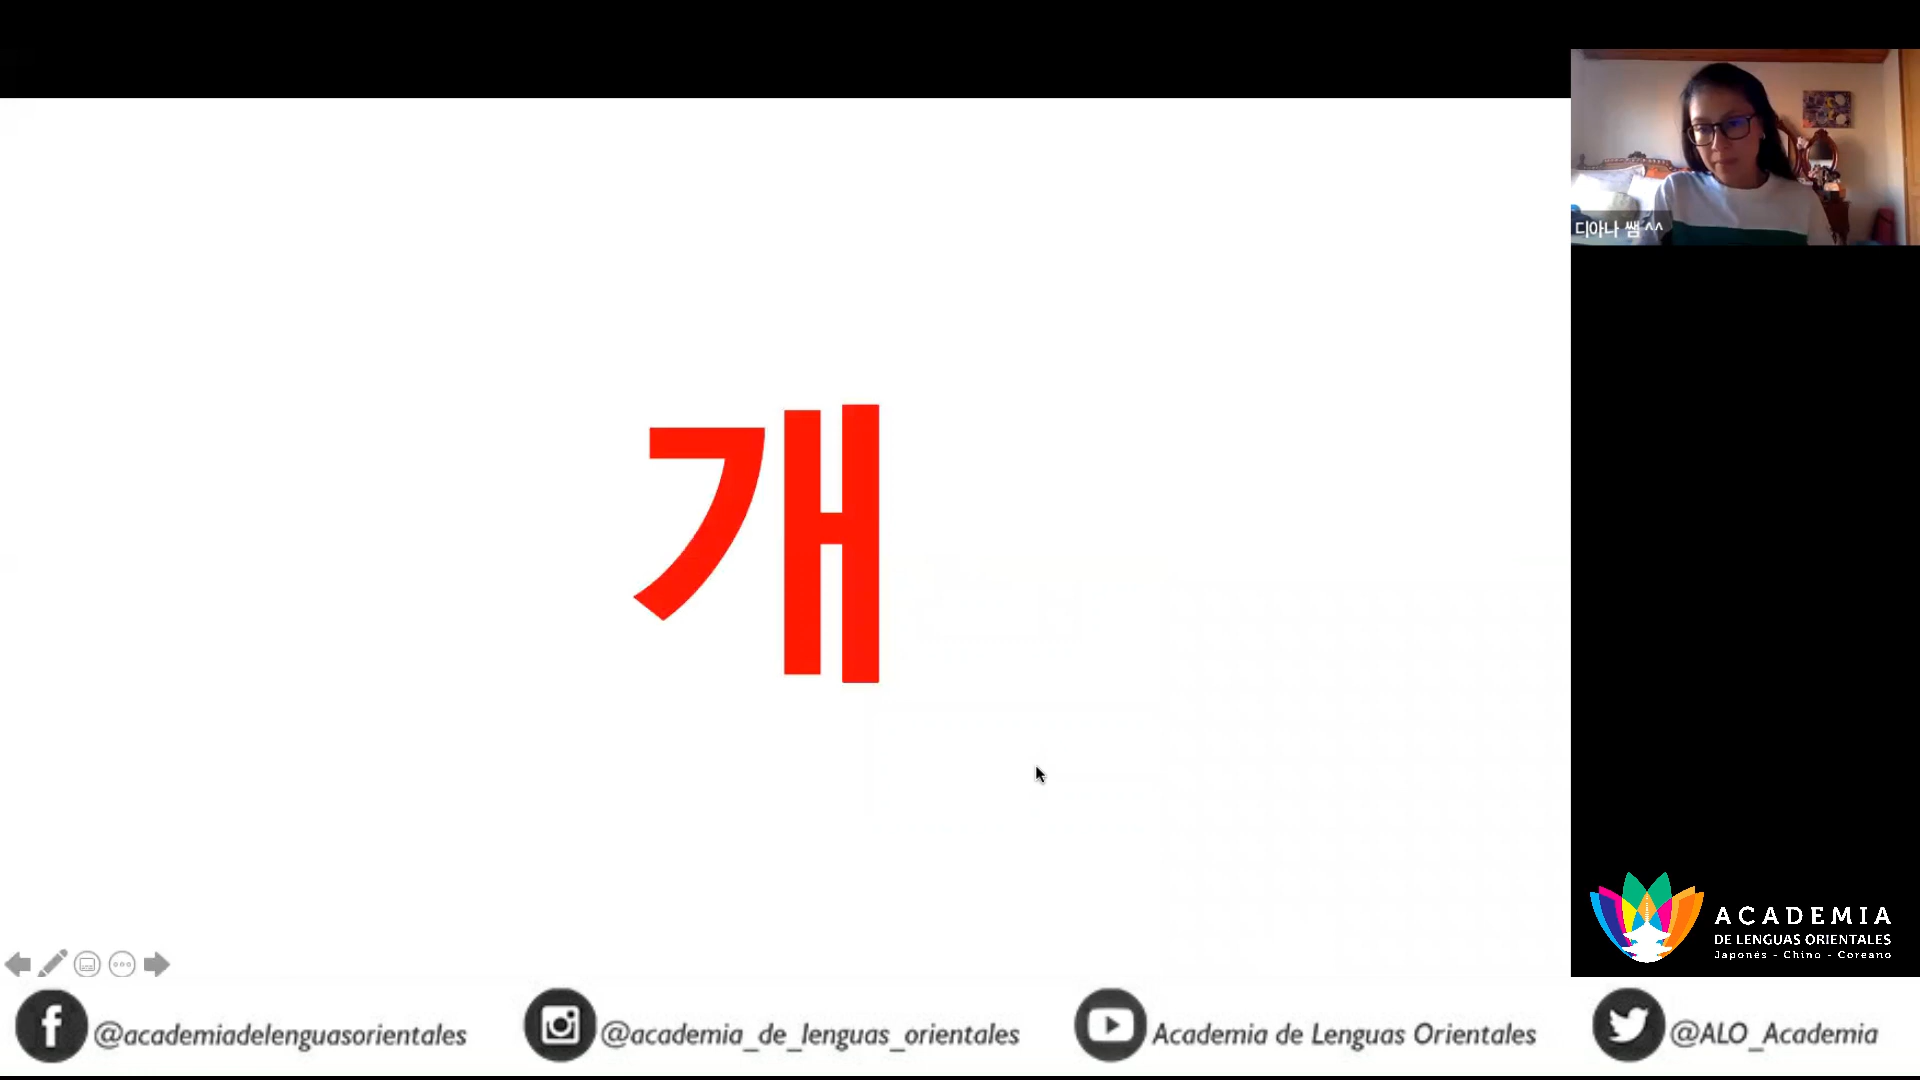 디아나 쌤 ^^
개
ACADEMIA
DE LENGUAS ORIENTALES
Japonés - Chino - Coreano
@academiadelenguasorientales
@academia_de_lenguas_orientales
Academia de Lenguas Orientales
@ALO_Academia